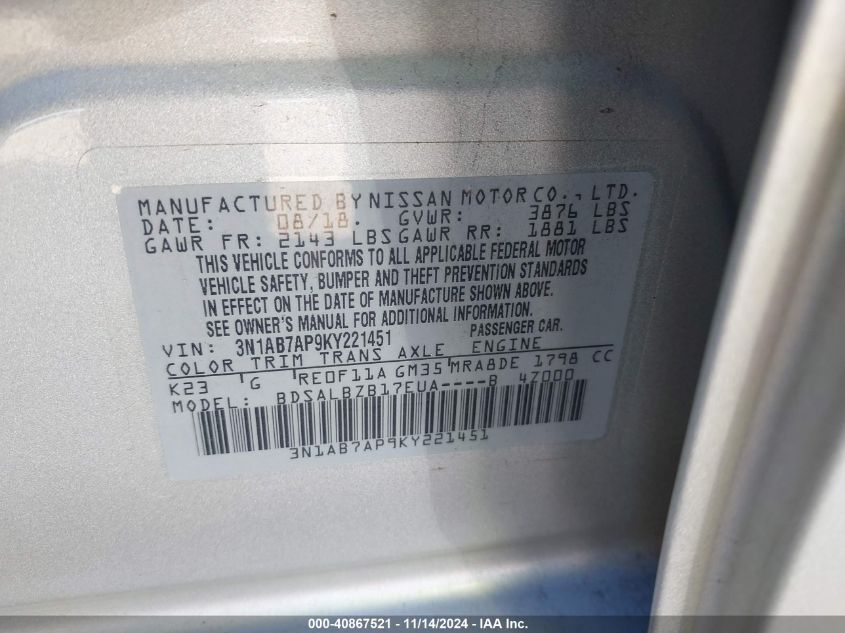 MANUFACTURED BY NISSAN MOTOR CO., LTD.
DATE: 08/18. GVWR: 3876 LBS
GAWR FR: 2143 LBS GAWR RR: 1881 LBS
THIS VEHICLE CONFORMS TO ALL APPLICABLE FEDERAL MOTOR
VEHICLE SAFETY, BUMPER AND THEFT PREVENTION STANDARDS
IN EFFECT ON THE DATE OF MANUFACTURE SHOWN ABOVE.
SEE OWNER'S MANUAL FOR ADDITIONAL INFORMATION.
VIN: 3N1AB7AP9KY221451 PASSENGER CAR.
COLOR TRIM TRANS AXLE ENGINE
K23 G RE0F11A GM35 MRA8DE 1798 CC
MODEL: BDSALBZB17EUA----B 47000
3N1AB7AP9KY221451
000-40867521 - 11/14/2024 - IAA Inc.